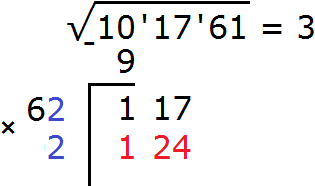 √10'17'61 = 3
- 9
× 62 1 17
2 1 24